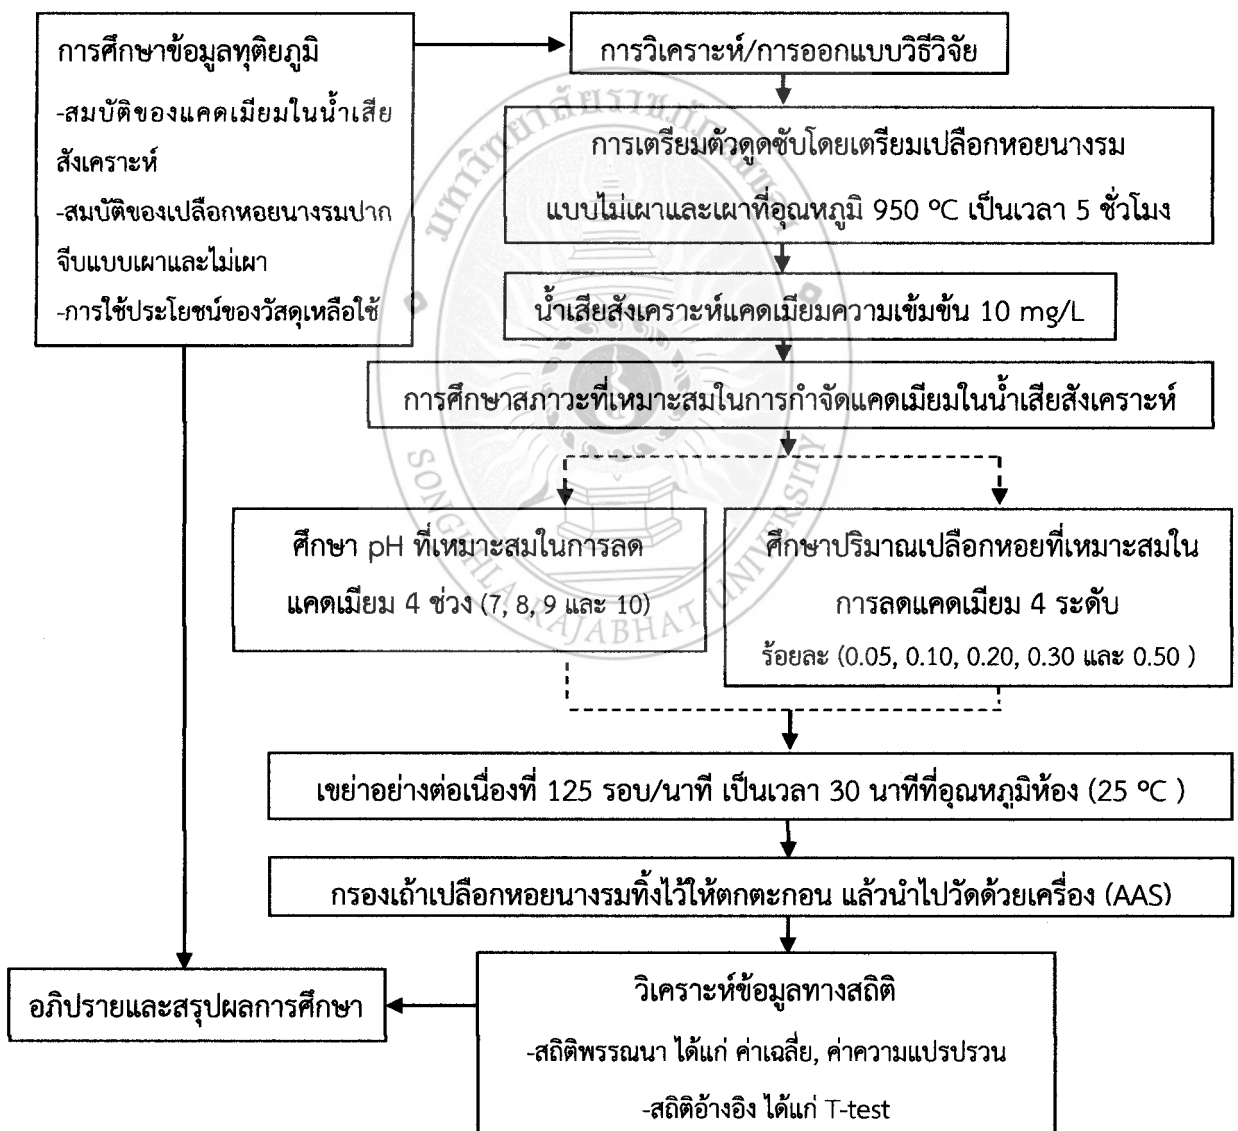 การศึกษาข้อมูลทุติยภูมิ
-สมบัติของแคดเมียมในน้ำเสีย
สังเคราะห์
-สมบัติของเปลือกหอยนางรมปาก
จีบแบบเผาและไม่เผา
-การใช้ประโยชน์ของวัสดุเหลือใช้
การวิเคราะห์/การออกแบบวิธีวิจัย
การเตรียมตัวดูดซับโดยเตรียมเปลือกหอยนางรม
แบบไม่เผาและเผาที่อุณหภูมิ 950 ºC เป็นเวลา 5 ชั่วโมง
น้ำเสียสังเคราะห์แคดเมียมความเข้มข้น 10 mg/L
การศึกษาสภาวะที่เหมาะสมในการกำจัดแคดเมียมในน้ำเสียสังเคราะห์
ศึกษา pH ที่เหมาะสมในการลด
แคดเมียม 4 ช่วง (7, 8, 9 และ 10)
ศึกษาปริมาณเปลือกหอยที่เหมาะสมใน
การลดแคดเมียม 4 ระดับ
ร้อยละ (0.05, 0.10, 0.20, 0.30 และ 0.50 )
เขย่าอย่างต่อเนื่องที่ 125 รอบ/นาที เป็นเวลา 30 นาทีที่อุณหภูมิห้อง (25 ºC )
กรองเถ้าเปลือกหอยนางรมทิ้งไว้ให้ตกตะกอน แล้วนำไปวัดด้วยเครื่อง (AAS)
วิเคราะห์ข้อมูลทางสถิติ
-สถิติพรรณนา ได้แก่ ค่าเฉลี่ย, ค่าความแปรปรวน
-สถิติอ้างอิง ได้แก่ T-test
อภิปรายและสรุปผลการศึกษา
มหาวิทยาลัยราชภัฏสงขลา
SONGKHLA RAJABHAT UNIVERSITY